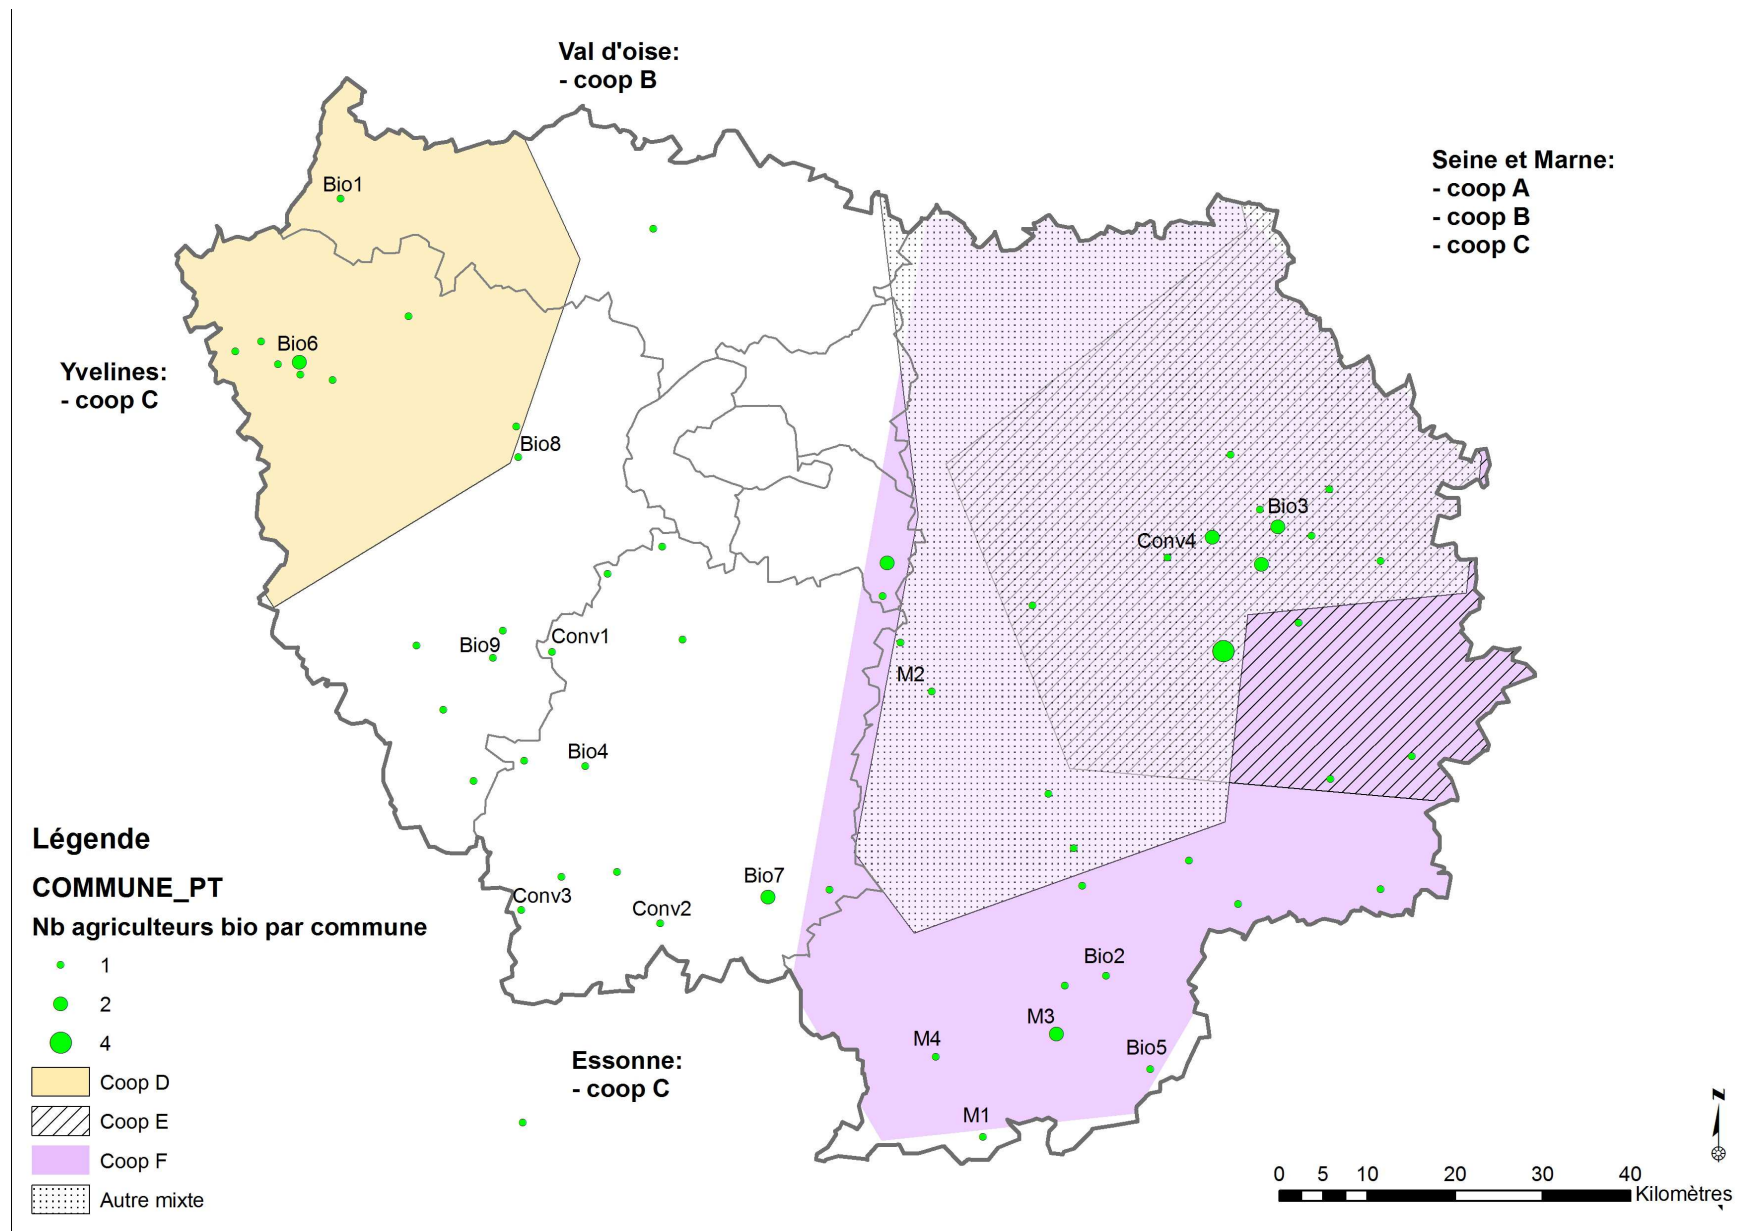 Val d'oise:
- coop B
Seine et Marne:
- coop A
- coop B
- coop C
Bio1
Bio6
Yvelines:
- coop C
Bio8
Bio3
Conv4
Bio9
Conv1
M2
Bio4
Bio7
Conv3
Conv2
Bio2
M3
M4
Bio5
M1
Essonne:
- coop C
Légende
COMMUNE_PT
Nb agriculteurs bio par commune
1
2
4
Coop D
Coop E
Coop F
Autre mixte
N
0 5 10 20 30 40
Kilomètres